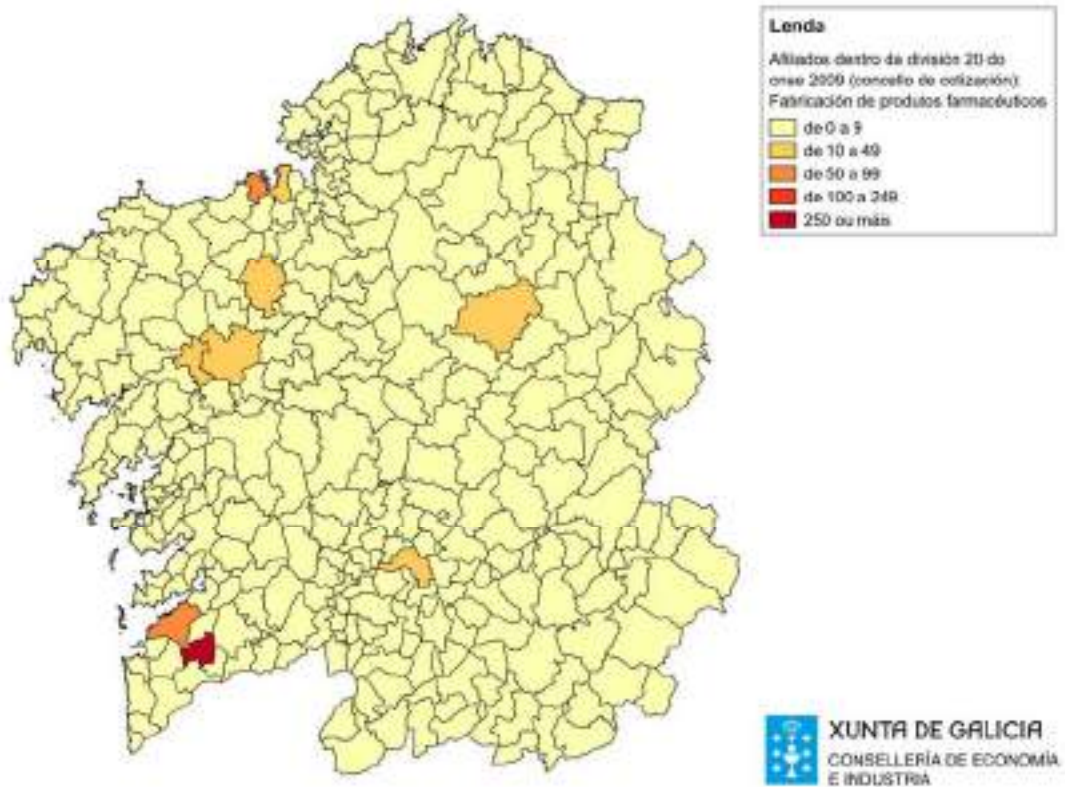 Lenda
Afiliados dentro da división 20 do
cnae 2009 (concello de cotización):
Fabricación de produtos farmacéuticos
de 0 a 9
de 10 a 49
de 50 a 99
de 100 a 249
250 ou máis
XUNTA DE GALICIA
CONSELLERÍA DE ECONOMÍA
E INDUSTRIA